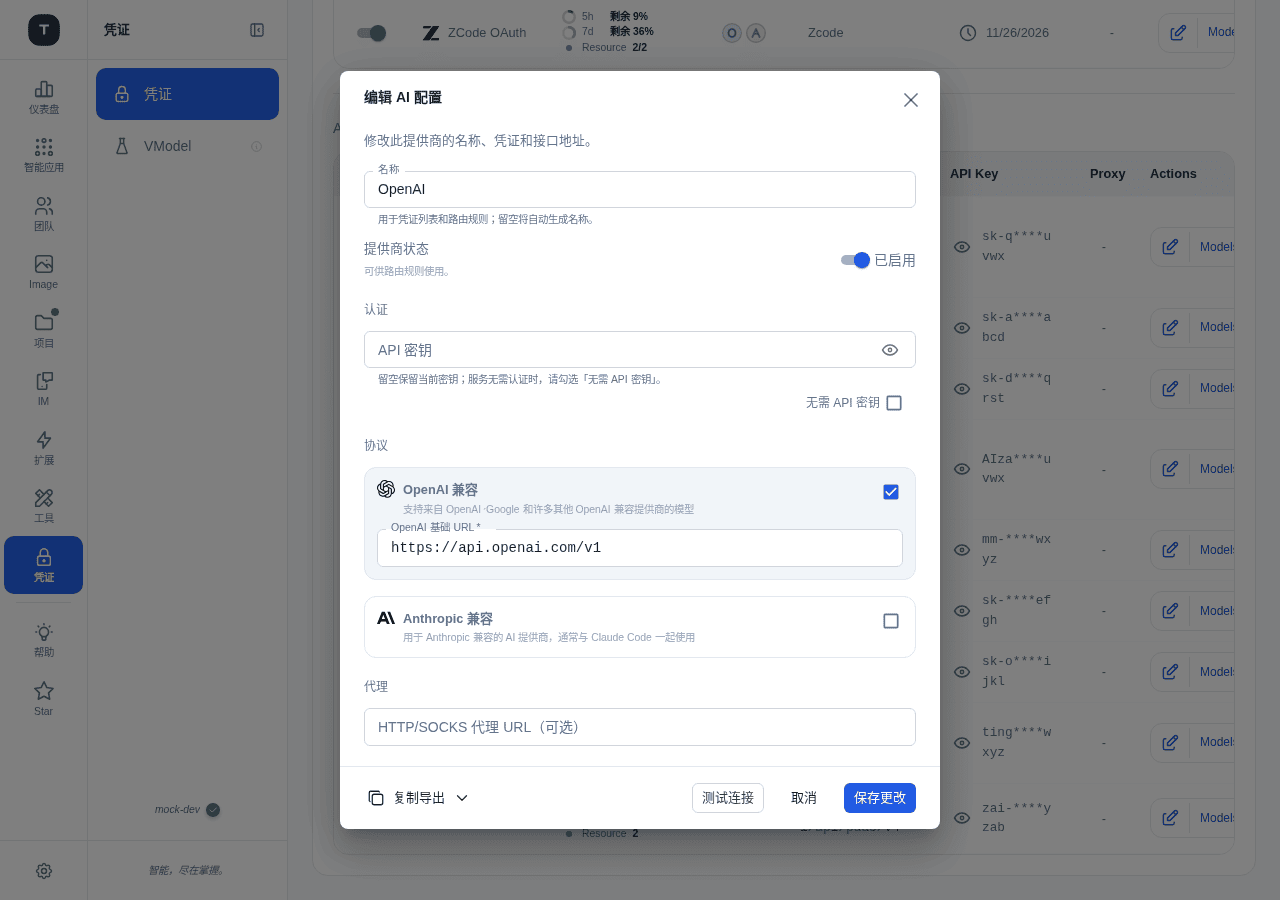 T
仪表盘
智能应用
团队
Image
项目
IM
扩展
工具
凭证
帮助
Star
凭证
凭证
VModel
mock-dev
智能，尽在掌握。
ZCode OAuth
5h 剩余 9%
7d 剩余 36%
Resource 2/2
O A
Zcode
11/26/2026
-
API Key
Proxy
Actions
sk-q****u
vwx
-
Models
sk-a****a
bcd
-
Models
sk-d****q
rst
-
Models
AIza****u
vwx
-
Models
mm-****wx
yz
-
Models
sk-****ef
gh
-
Models
sk-o****i
jkl
-
Models
ting****w
xyz
-
Models
zai-****y
zab
-
Models
Resource 2
编辑 AI 配置
修改此提供商的名称、凭证和接口地址。
名称
OpenAI
用于凭证列表和路由规则；留空将自动生成名称。
提供商状态
可供路由规则使用。
已启用
认证
API 密钥
留空保留当前密钥；服务无需认证时，请勾选「无需 API 密钥」。
无需 API 密钥
协议
OpenAI 兼容
支持来自 OpenAI ·Google 和许多其他 OpenAI 兼容提供商的模型
OpenAI 基础 URL *
https://api.openai.com/v1
Anthropic 兼容
用于 Anthropic 兼容的 AI 提供商，通常与 Claude Code 一起使用
代理
HTTP/SOCKS 代理 URL（可选）
复制导出
测试连接
取消
保存更改